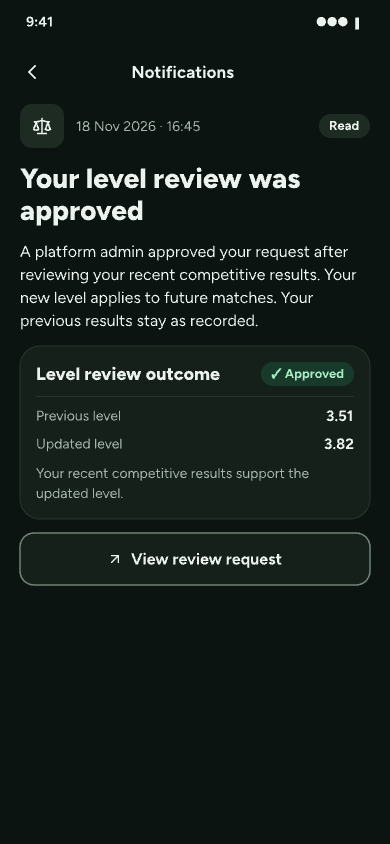 9:41
Notifications
18 Nov 2026 · 16:45
Read
Your level review was
approved
A platform admin approved your request after
reviewing your recent competitive results. Your
new level applies to future matches. Your
previous results stay as recorded.
Level review outcome
✓ Approved
Previous level
3.51
Updated level
3.82
Your recent competitive results support the
updated level.
View review request